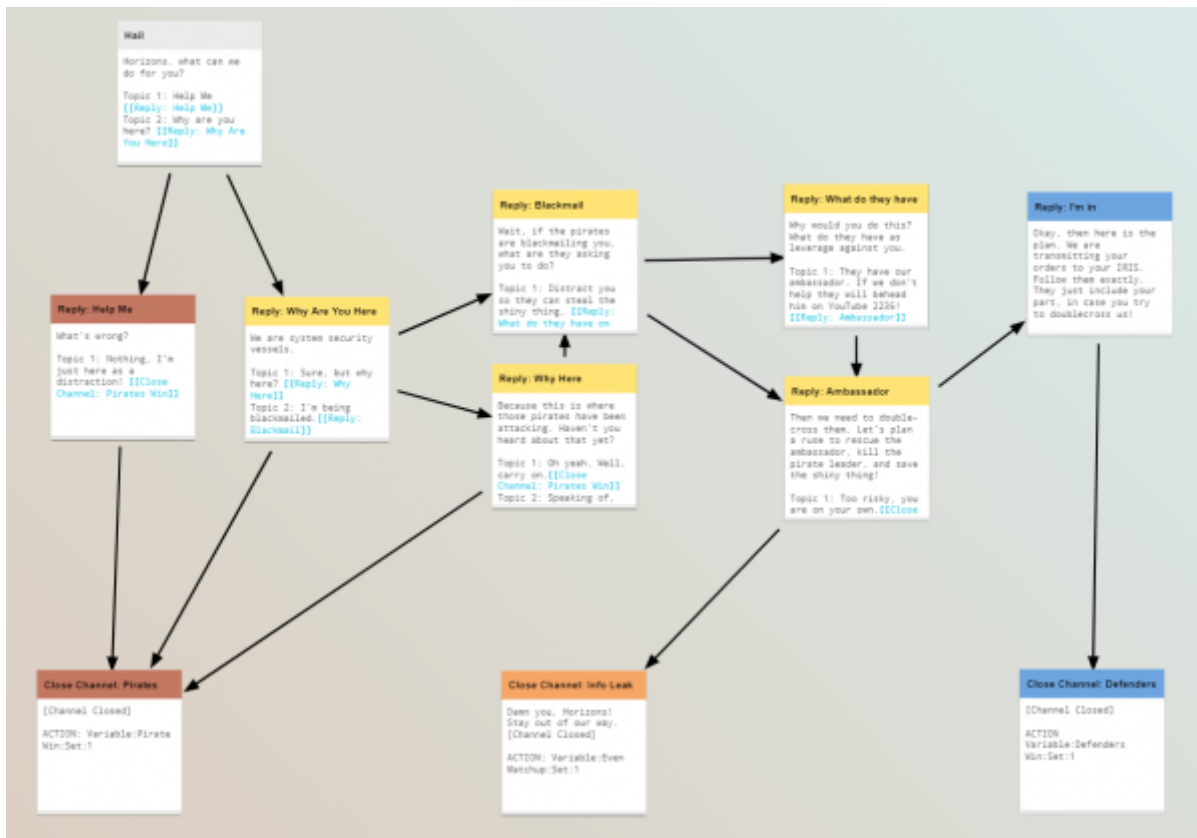 Hail
Horizons, what can we
do for you?
Topic 1: Help Me
[[Reply: Help Me]]
Topic 2: Why are you
here? [[Reply: Why Are
You Here]]
Reply: Blackmail
Wait, if the pirates
are blackmailing you,
what are they asking
you to do?
Topic 1: Distract you
so they can steal the
shiny thing. [[Reply:
What do they have on
Reply: What do they have
Why would you do this?
What do they have as
leverage against you.
Topic 1: They have our
ambassador. If we don't
help they will behead
him on YouTube 2235!
[[Reply: Ambassador]]
Reply: I'm in
Okay, then here is the
plan. We are
transmitting your
orders to your IRIS.
Follow them exactly.
They just include your
part, in case you try
to doublecross us!
Reply: Help Me
What's wrong?
Topic 1: Nothing, I'm
just here as a
distraction! [[Close
Channel: Pirates Win]]
Reply: Why Are You Here
We are system security
vessels.
Topic 1: Sure, but why
here? [[Reply: Why
Here]]
Topic 2: I'm being
blackmailed.[[Reply:
Blackmail]]
Reply: Why Here
Because this is where
those pirates have been
attacking. Haven't you
heard about that yet?
Topic 1: Oh yeah. Well,
carry on.[[Close
Channel: Pirates Win]]
Topic 2: Speaking of,
Reply: Ambassador
Then we need to double-
cross them. Let's plan
a ruse to rescue the
ambassador, kill the
pirate leader, and save
the shiny thing!
Topic 1: Too risky, you
are on your own.[[Close
Close Channel: Pirates
[Channel Closed]
ACTION: Variable:Pirate
Win:Set:1
Close Channel: Info Leak
Damn you, Horizons!
Stay out of our way.
[Channel Closed]
ACTION: Variable:Even
Matchup:Set:1
Close Channel: Defenders
[Channel Closed]
ACTION
Variable:Defenders
Win:Set:1